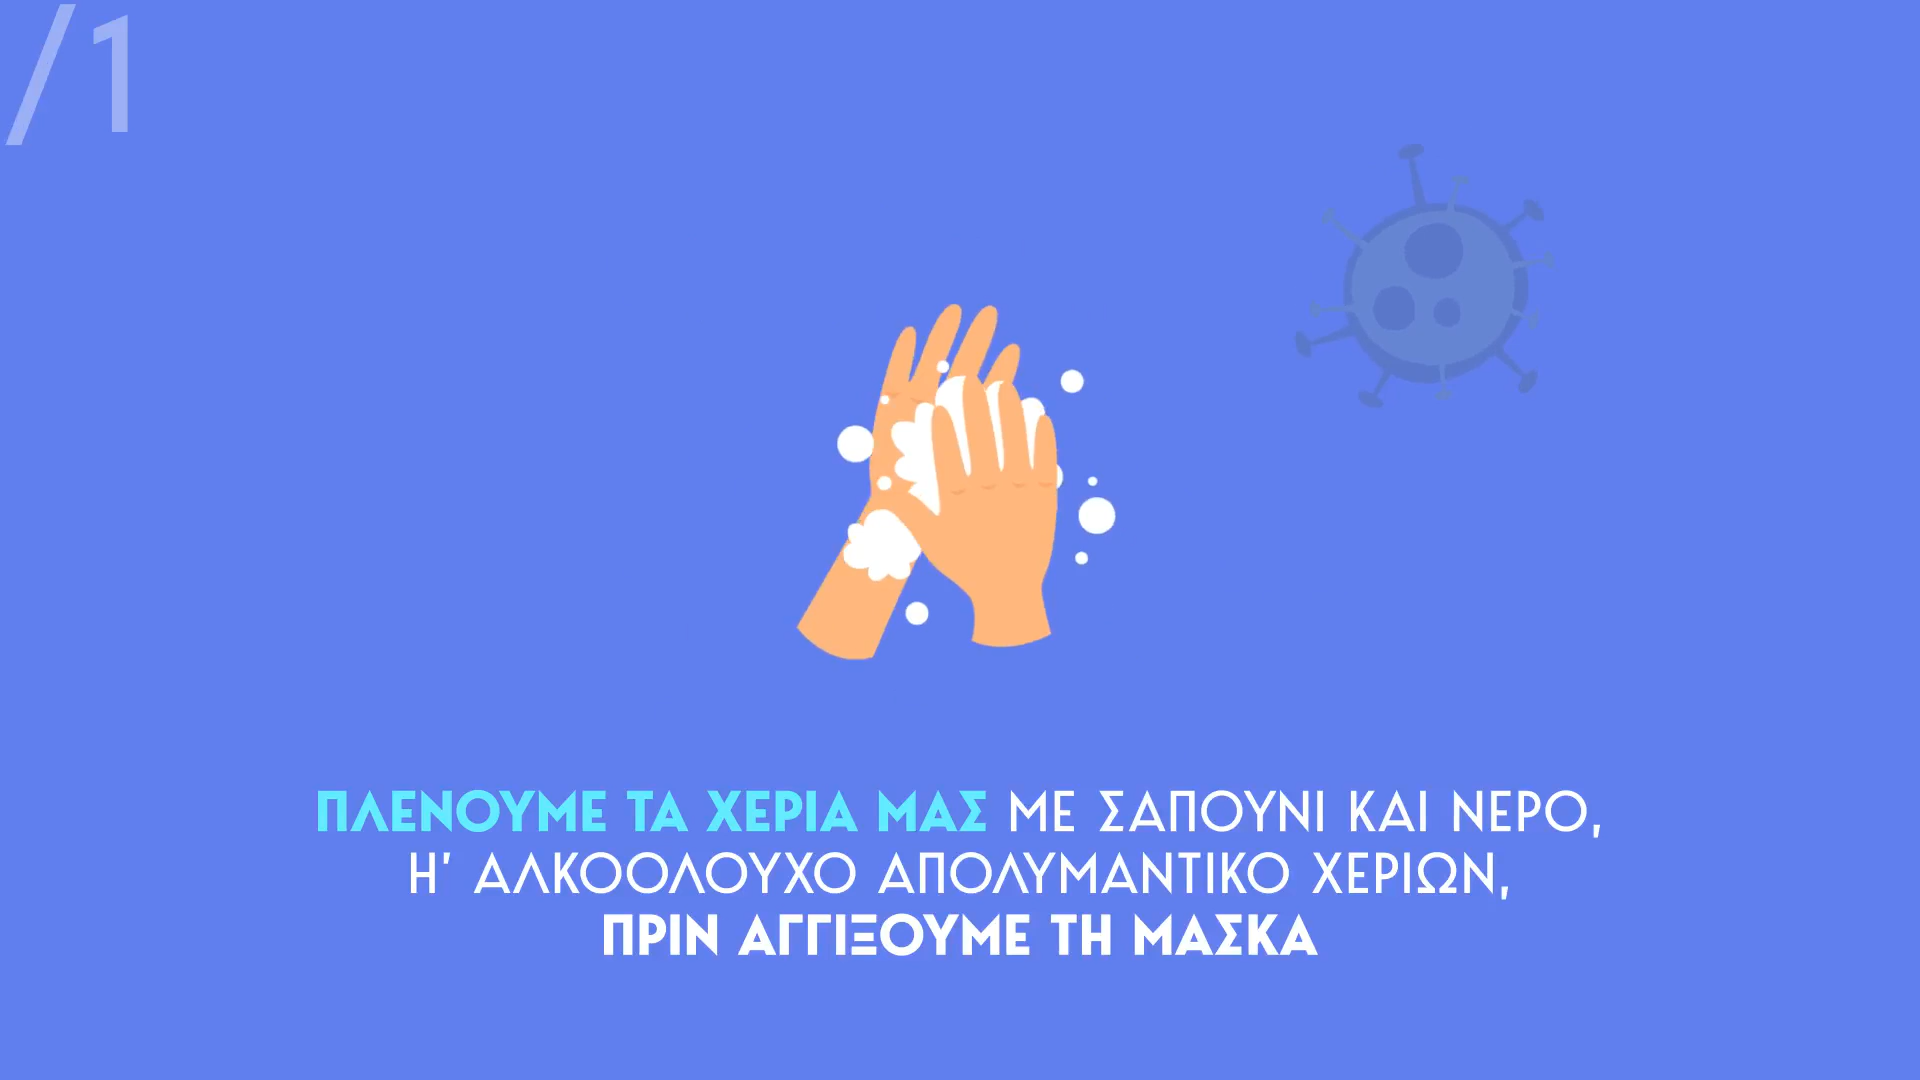 /1
ΠΛΕΝΟΥΜΕ ΤΑ ΧΕΡΙΑ ΜΑΣ ΜΕ ΣΑΠΟΥΝΙ ΚΑΙ ΝΕΡΟ,
Η' ΑΛΚΟΟΛΟΥΧΟ ΑΠΟΛΥΜΑΝΤΙΚΟ ΧΕΡΙΩΝ,
ΠΡΙΝ ΑΓΓΙΞΟΥΜΕ ΤΗ ΜΑΣΚΑ